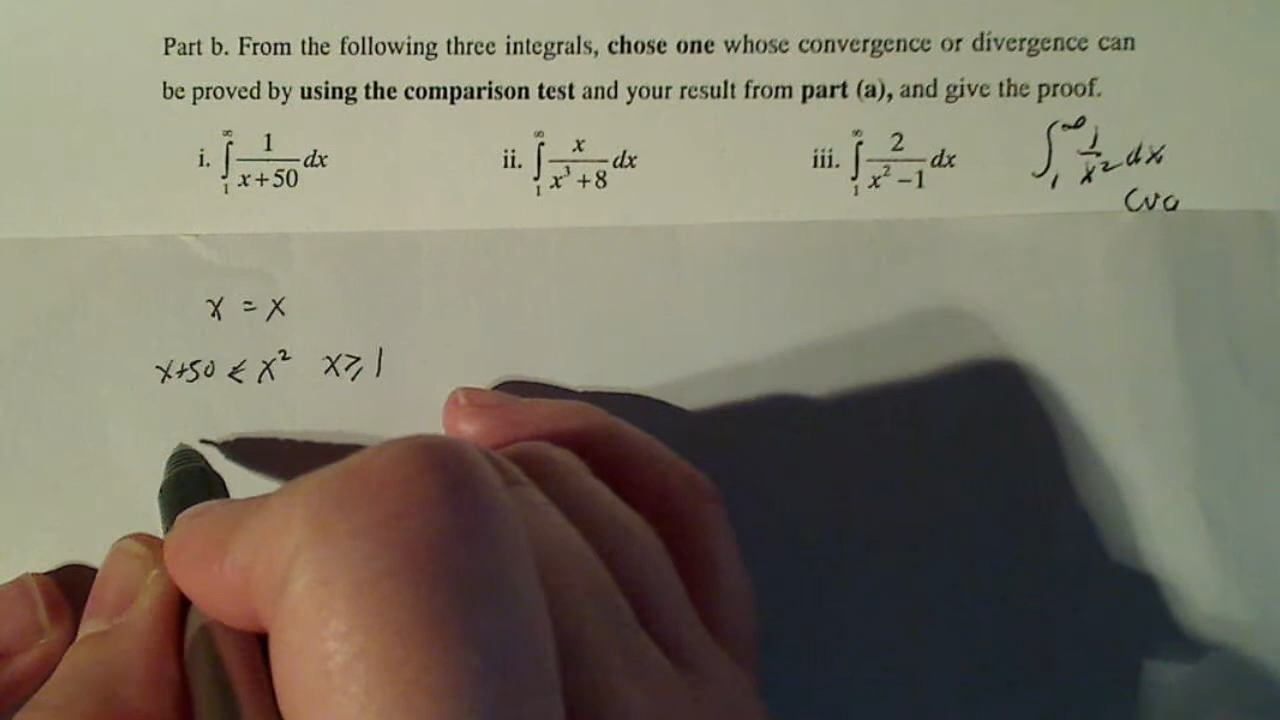 Part b. From the following three integrals, chose one whose convergence or divergence can
be proved by using the comparison test and your result from part (a), and give the proof.
i. ∫₁^∞ 1/(x+50) dx ii. ∫₁^∞ x/(x³+8) dx iii. ∫₁^∞ 2/(x²−1) dx ∫₁^∞ 1/x² dx
CVG
x = x
x+50 ≤ x² x ≥ 1